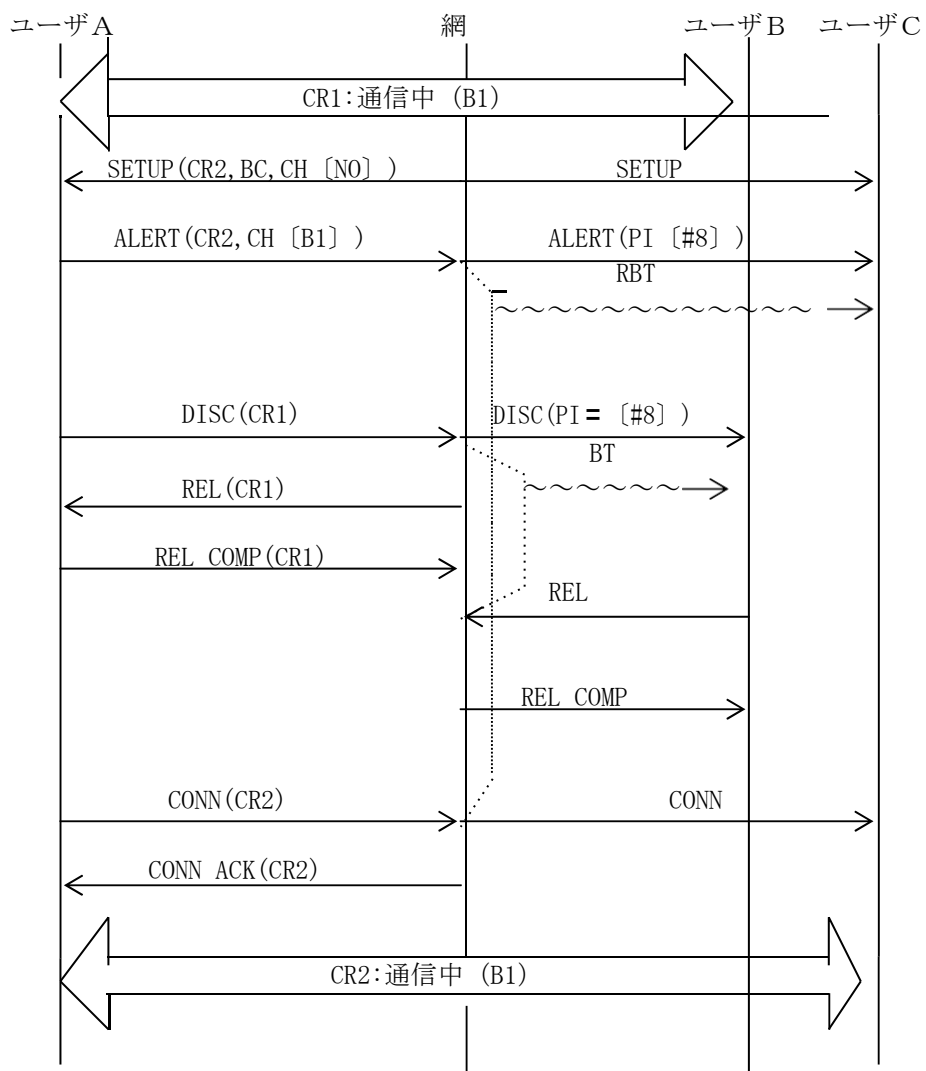 ユーザA 網 ユーザB ユーザC
CR1:通信中 (B1)
SETUP(CR2,BC,CH〔NO〕) SETUP
ALERT(CR2,CH〔B1〕) ALERT(PI〔#8〕)
RBT
DISC(CR1) DISC(PI=〔#8〕)
BT
REL(CR1)
REL COMP(CR1)
REL
REL COMP
CONN(CR2) CONN
CONN ACK(CR2)
CR2:通信中 (B1)